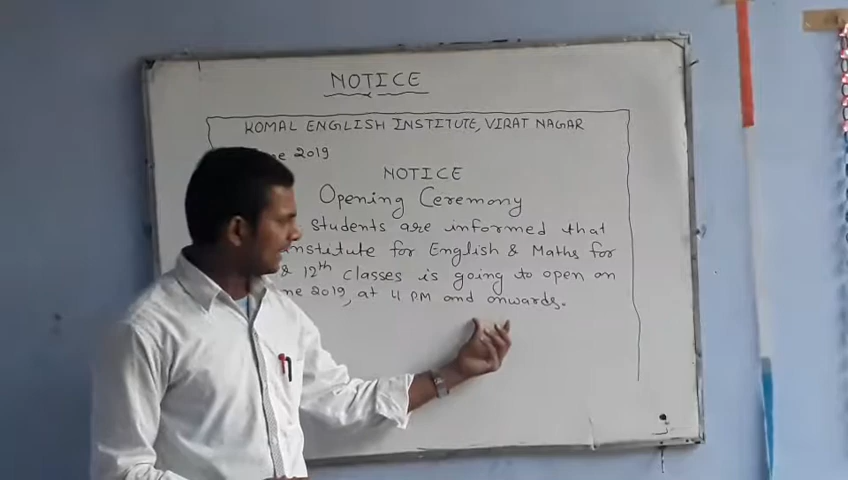 NOTICE
KOMAL ENGLISH INSTITUTE, VIRAT NAGAR
2019
NOTICE
Opening Ceremony
students are informed that
institute for English & Maths for
& 12th classes is going to open on
2019, at 4 PM and onwards.